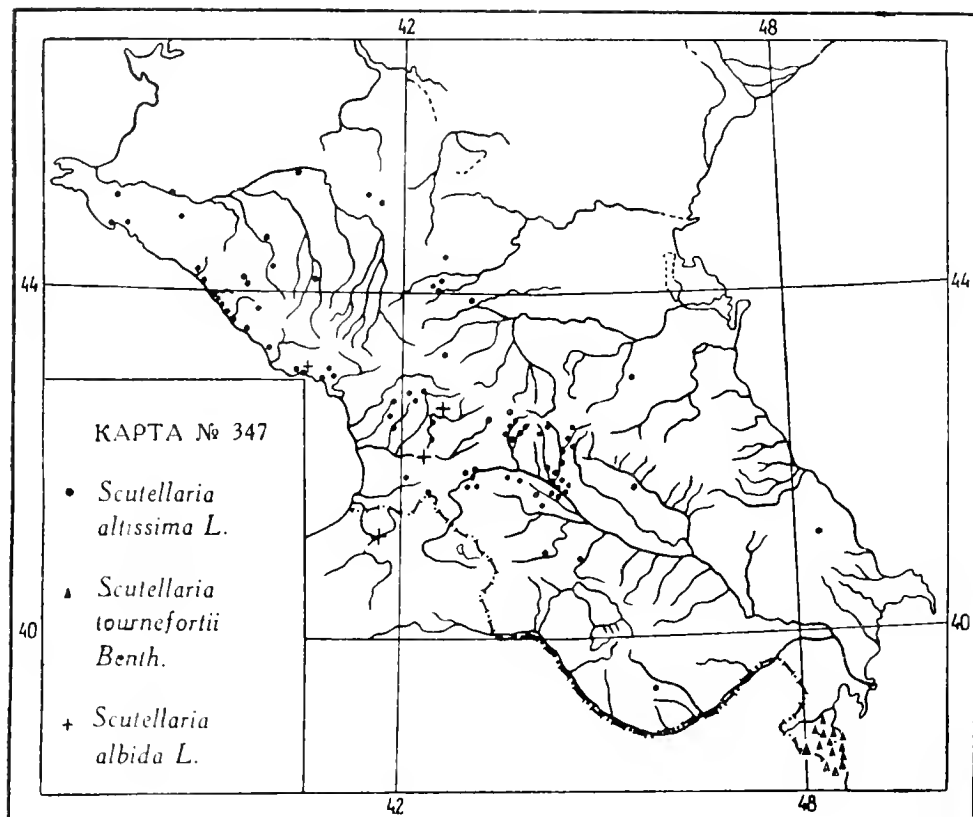 42 48
44 44
КАРТА № 347
Scutellaria
altissima L.
Scutellaria
tournefortii
Benth.
Scutellaria
albida L.
40 40
42 48